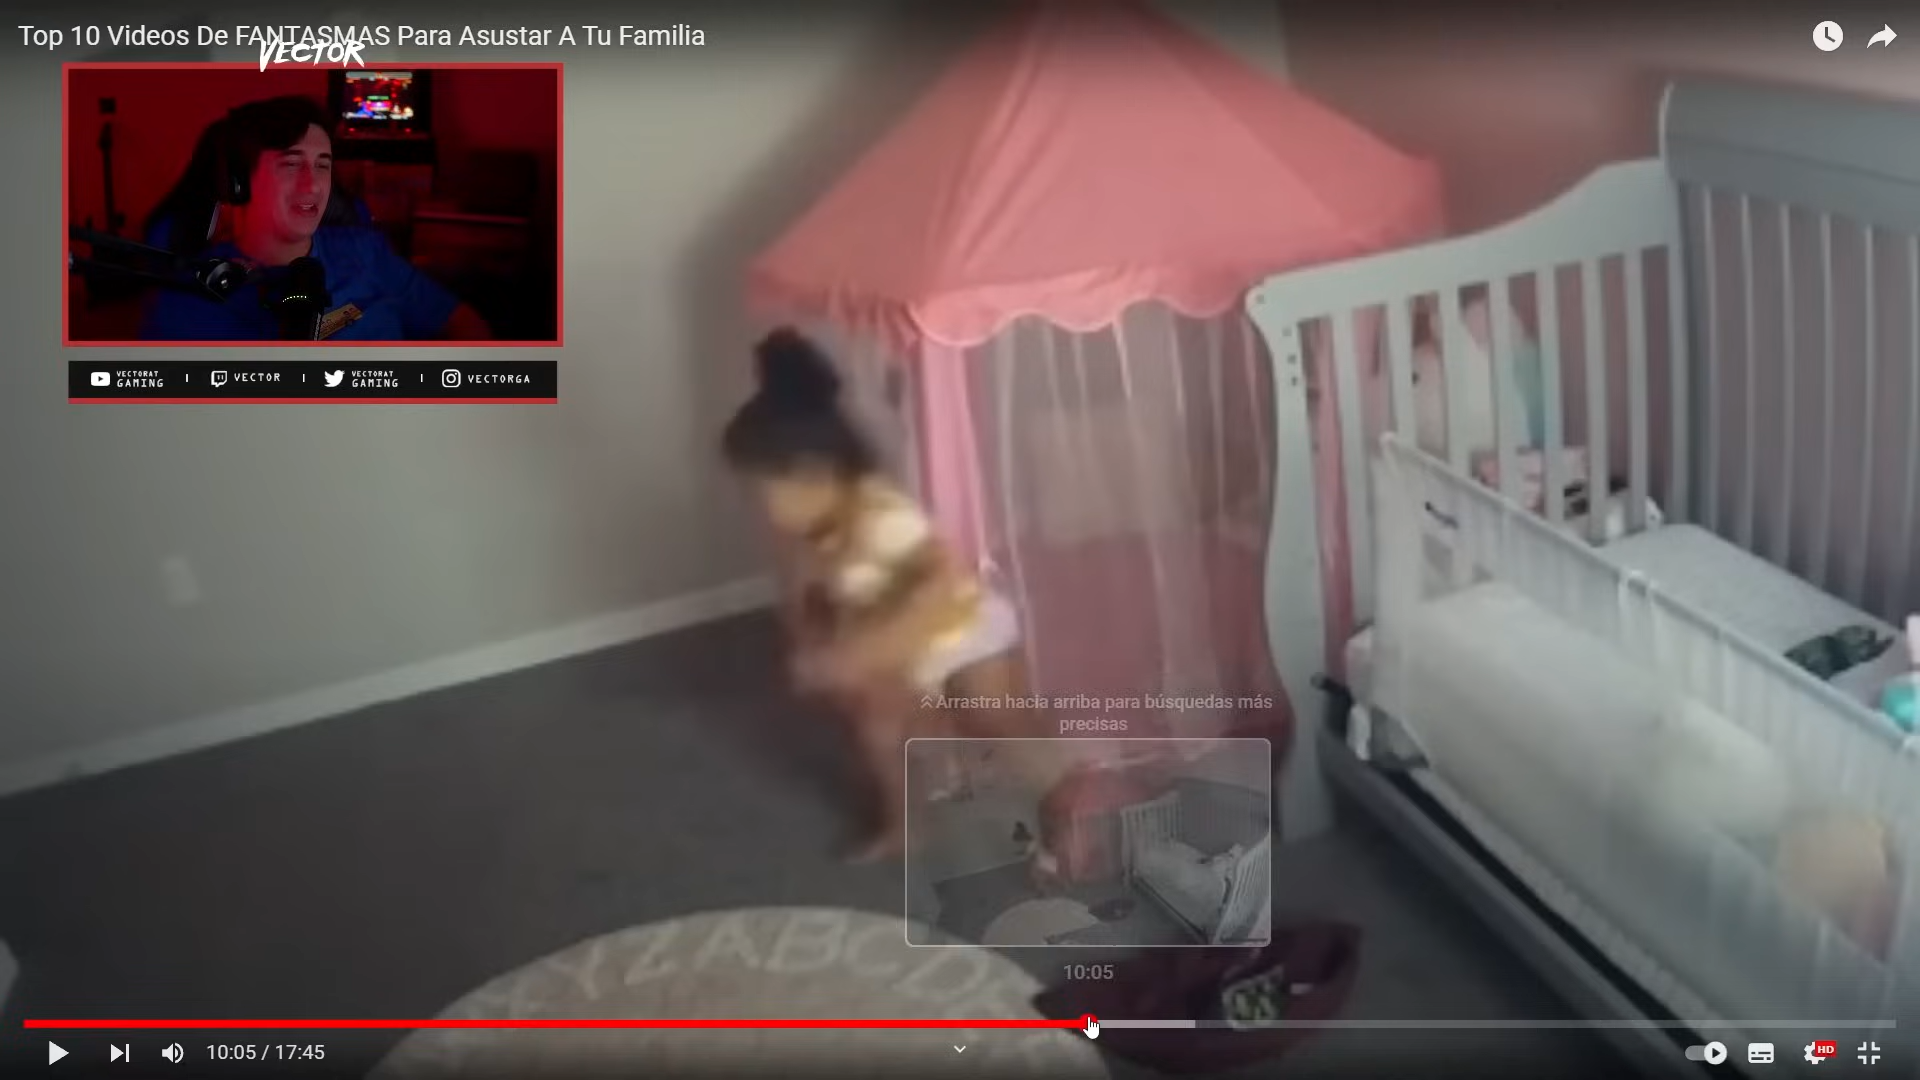 Top 10 Videos De FANTASMAS Para Asustar A Tu Familia
VECTOR
VECTORAT GAMING
VECTOR
VECTORAT GAMING
VECTORGA
Arrastra hacia arriba para búsquedas más
precisas
YZABCD
10:05
10:05 / 17:45
HD